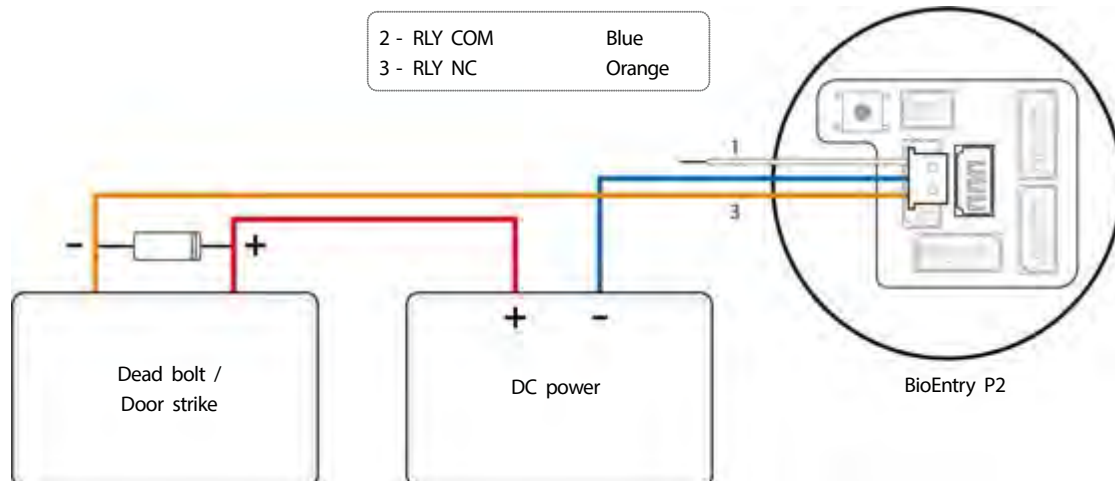 2 - RLY COM Blue
3 - RLY NC Orange
1
3
- +
+ -
Dead bolt /
Door strike
DC power
BioEntry P2